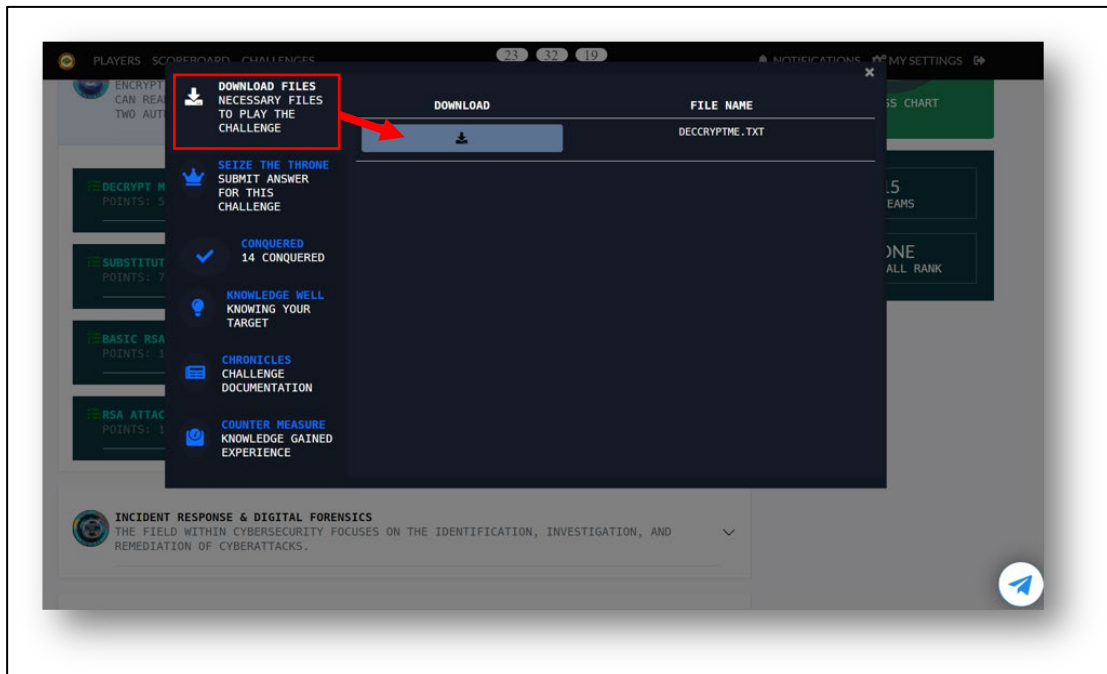 PLAYERS SCOREBOARD CHALLENGES
23 32 19
NOTIFICATIONS MY SETTINGS
ENCRYPT
CAN REA
TWO AUT
DOWNLOAD FILES
NECESSARY FILES
TO PLAY THE
CHALLENGE
SEIZE THE THRONE
SUBMIT ANSWER
FOR THIS
CHALLENGE
CONQUERED
14 CONQUERED
KNOWLEDGE WELL
KNOWING YOUR
TARGET
CHRONICLES
CHALLENGE
DOCUMENTATION
COUNTER MEASURE
KNOWLEDGE GAINED
EXPERIENCE
DOWNLOAD FILE NAME
DECCRYPTME.TXT
SS CHART
15
EAMS
ONE
ALL RANK
DECRYPT M
POINTS: 5
SUBSTITUT
POINTS: 7
BASIC RSA
POINTS: 1
RSA ATTAC
POINTS: 1
INCIDENT RESPONSE & DIGITAL FORENSICS
THE FIELD WITHIN CYBERSECURITY FOCUSES ON THE IDENTIFICATION, INVESTIGATION, AND
REMEDIATION OF CYBERATTACKS.